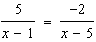 5/(x − 1) = −2/(x − 5)